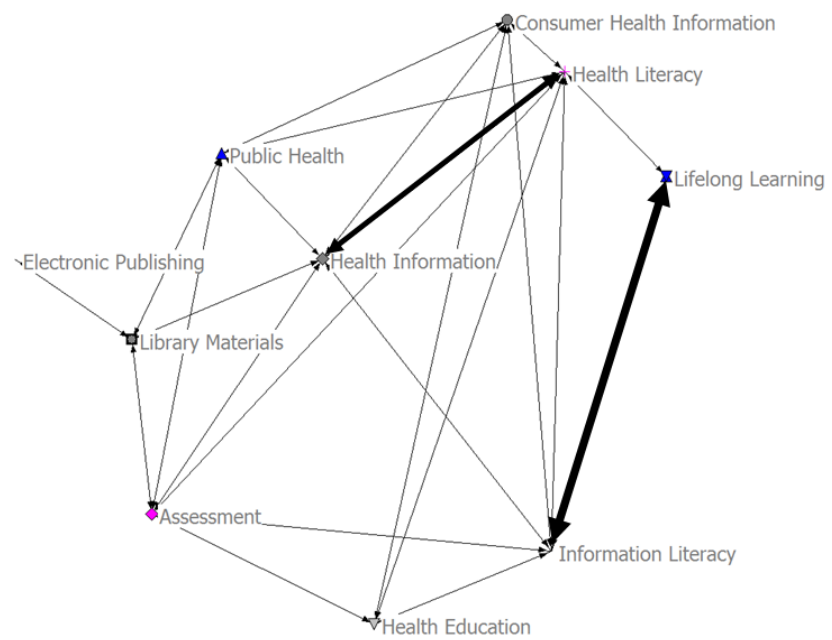 Consumer Health Information
Health Literacy
Public Health
Lifelong Learning
Electronic Publishing
Health Information
Library Materials
Assessment
Information Literacy
Health Education